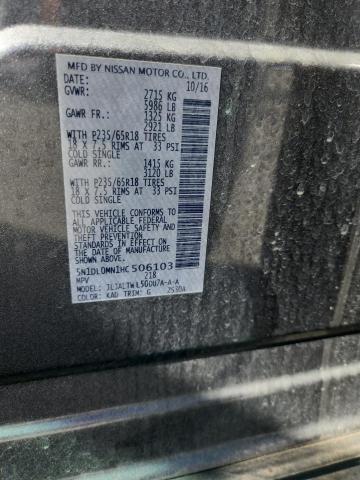 MFD BY NISSAN MOTOR CO., LTD.
DATE: 10/16
GVWR: 2715 KG
5986 LB
GAWR FR.: 1325 KG
2921 LB
WITH P235/65R18 TIRES
18 X 7.5 RIMS AT 33 PSI
COLD SINGLE
GAWR RR.: 1415 KG
3120 LB
WITH P235/65R18 TIRES
18 X 7.5 RIMS AT 33 PSI
COLD SINGLE
THIS VEHICLE CONFORMS TO
ALL APPLICABLE FEDERAL
MOTOR VEHICLE SAFETY
AND THEFT PREVENTION
STANDARDS IN EFFECT ON
THE DATE OF MANUFACTURE
SHOWN ABOVE.
5N1DL0MN1HC506103
MPV 218
MODEL:
COLOR: KAD TRIM: G